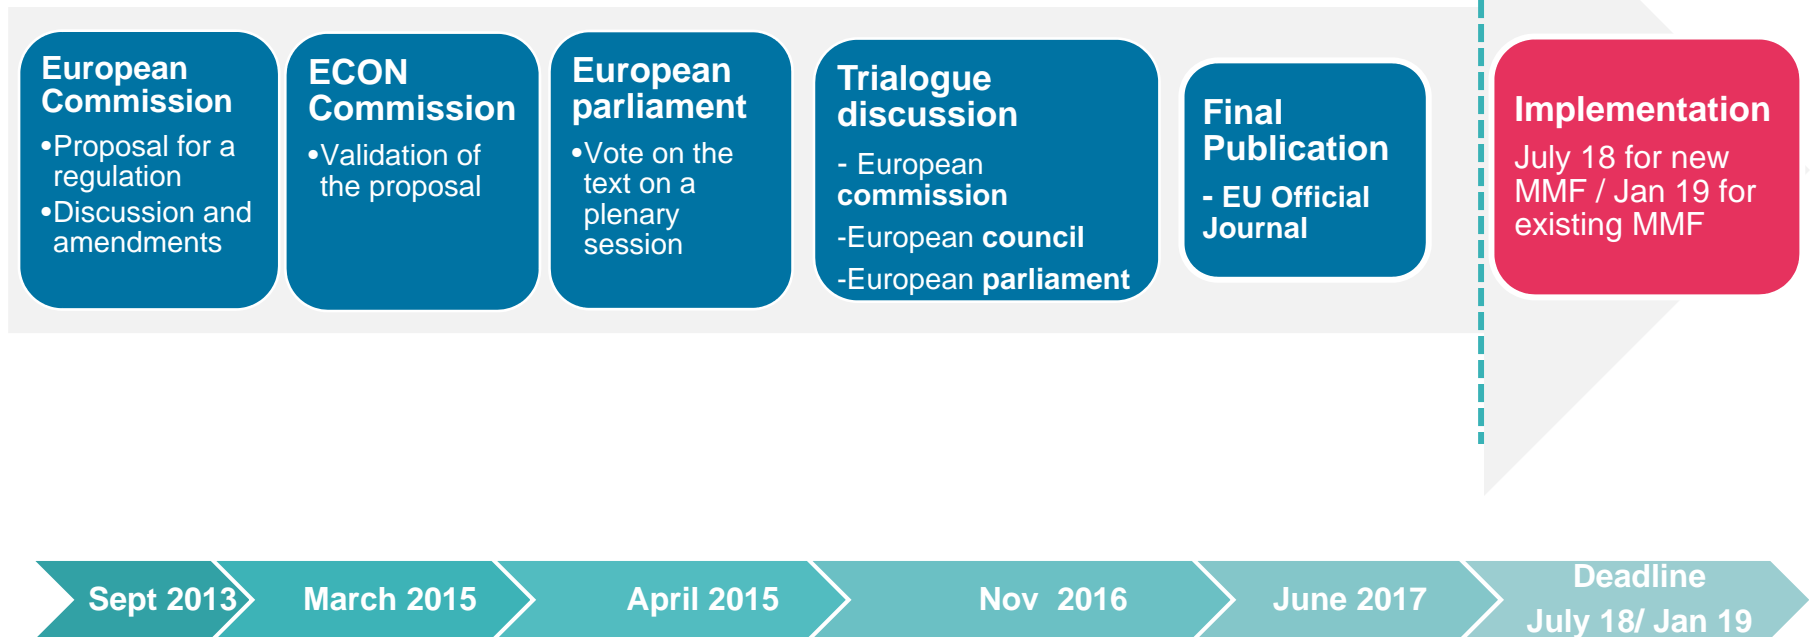 European
Commission
•Proposal for a
regulation
•Discussion and
amendments
ECON
Commission
•Validation of
the proposal
European
parliament
•Vote on the
text on a
plenary
session
Trialogue
discussion
- European
commission
-European council
-European parliament
Final
Publication
- EU Official
Journal
Implementation
July 18 for new
MMF / Jan 19 for
existing MMF
Sept 2013
March 2015
April 2015
Nov 2016
June 2017
Deadline
July 18/ Jan 19